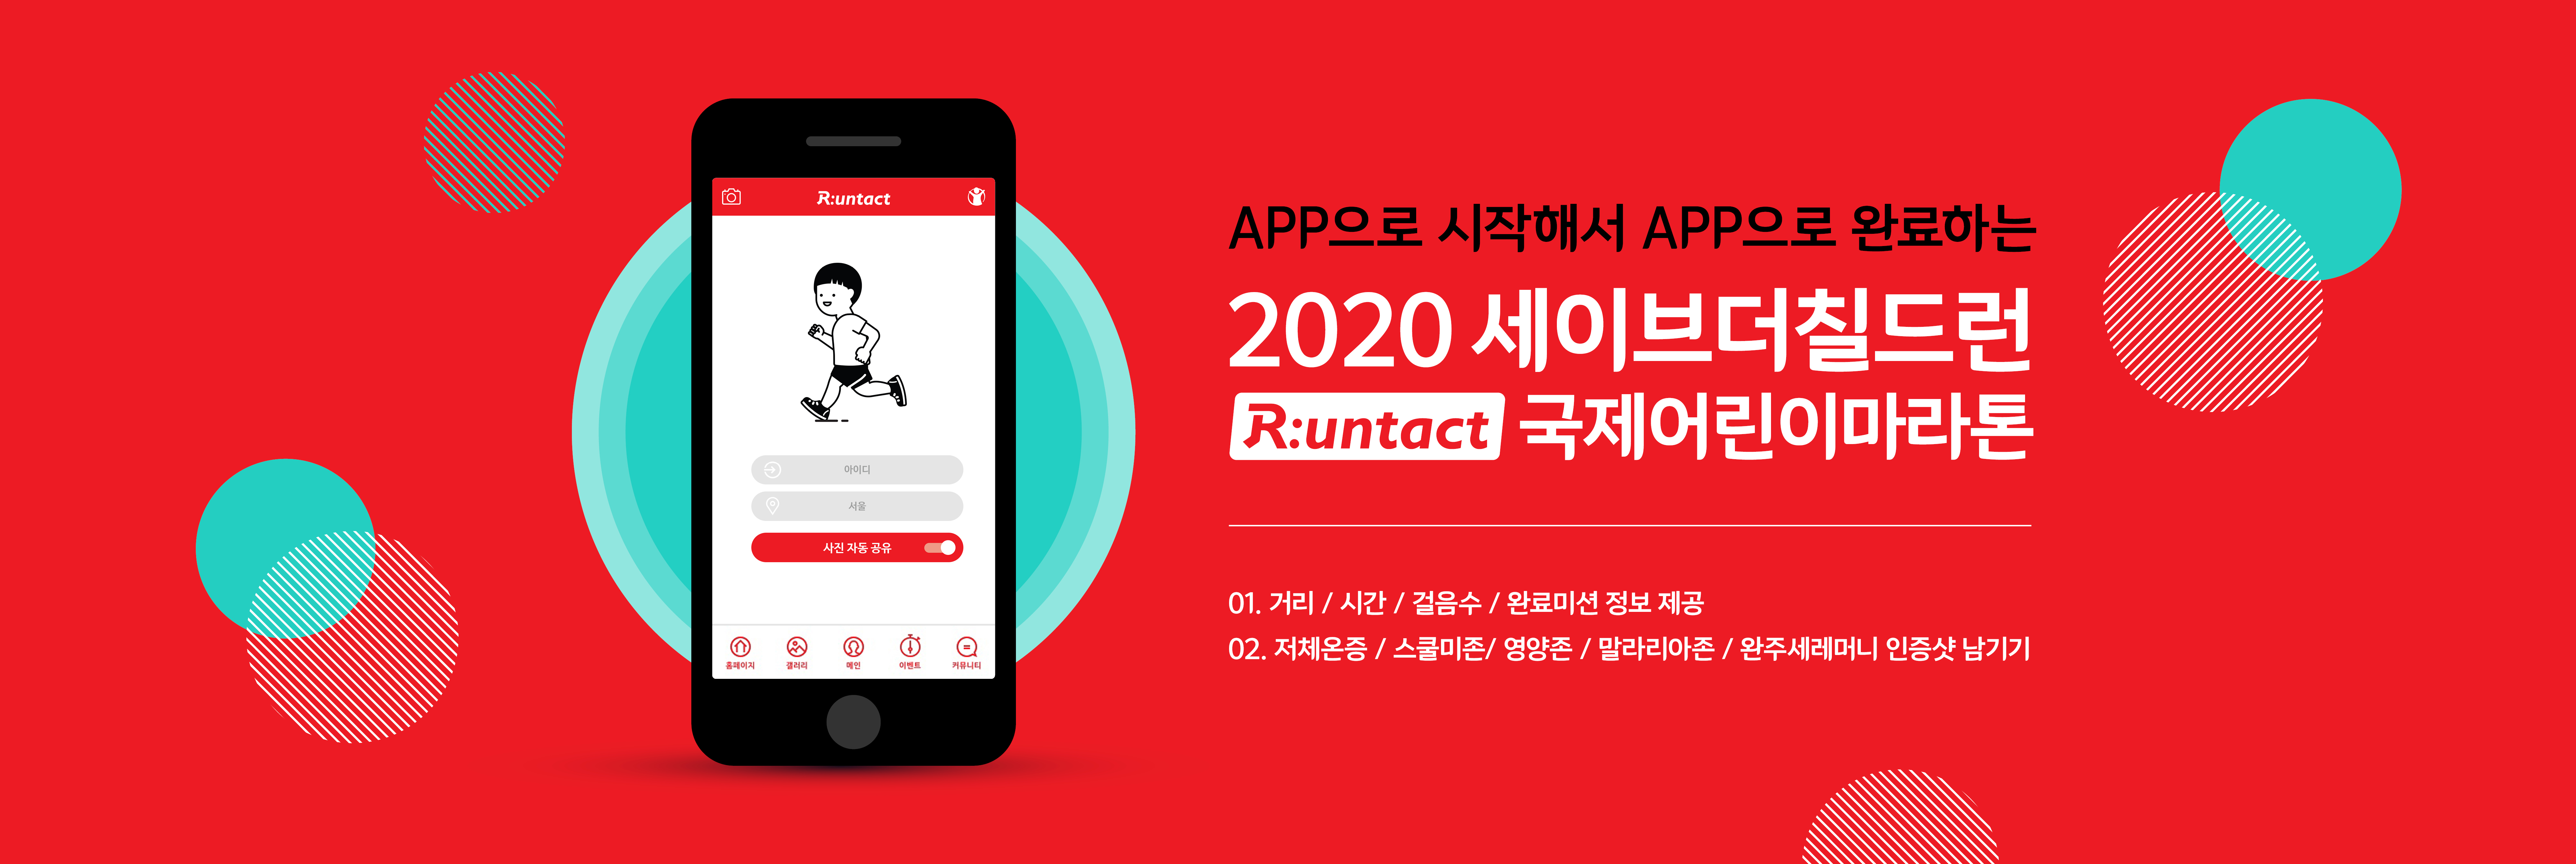 R:untact
아이디
서울
사진 자동 공유
홈페이지 갤러리 메인 이벤트 커뮤니티
APP으로 시작해서 APP으로 완료하는
2020 세이브더칠드런
R:untact 국제어린이마라톤
01. 거리 / 시간 / 걸음수 / 완료미션 정보 제공
02. 저체온증 / 스쿨미존/ 영양존 / 말라리아존 / 완주세레머니 인증샷 남기기